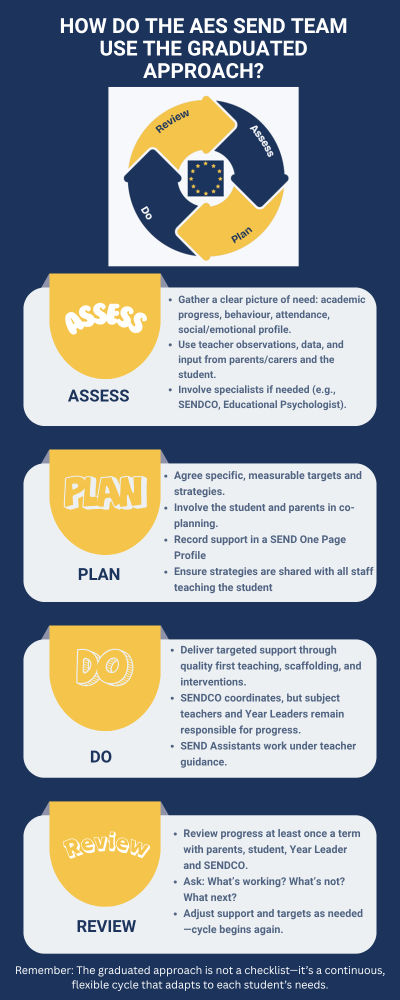 HOW DO THE AES SEND TEAM
USE THE GRADUATED
APPROACH?
Review
Assess
Do
Plan
ASSESS
ASSESS
• Gather a clear picture of need: academic
progress, behaviour, attendance,
social/emotional profile.
• Use teacher observations, data, and
input from parents/carers and the
student.
• Involve specialists if needed (e.g.,
SENDCO, Educational Psychologist).
PLAN
PLAN
• Agree specific, measurable targets and
strategies.
• Involve the student and parents in co-
planning.
• Record support in a SEND One Page
Profile
• Ensure strategies are shared with all staff
teaching the student
DO
DO
• Deliver targeted support through
quality first teaching, scaffolding, and
interventions.
• SENDCO coordinates, but subject
teachers and Year Leaders remain
responsible for progress.
• SEND Assistants work under teacher
guidance.
Review
REVIEW
• Review progress at least once a term
with parents, student, Year Leader
and SENDCO.
• Ask: What’s working? What’s not?
What next?
• Adjust support and targets as needed
—cycle begins again.
Remember: The graduated approach is not a checklist—it’s a continuous,
flexible cycle that adapts to each student’s needs.